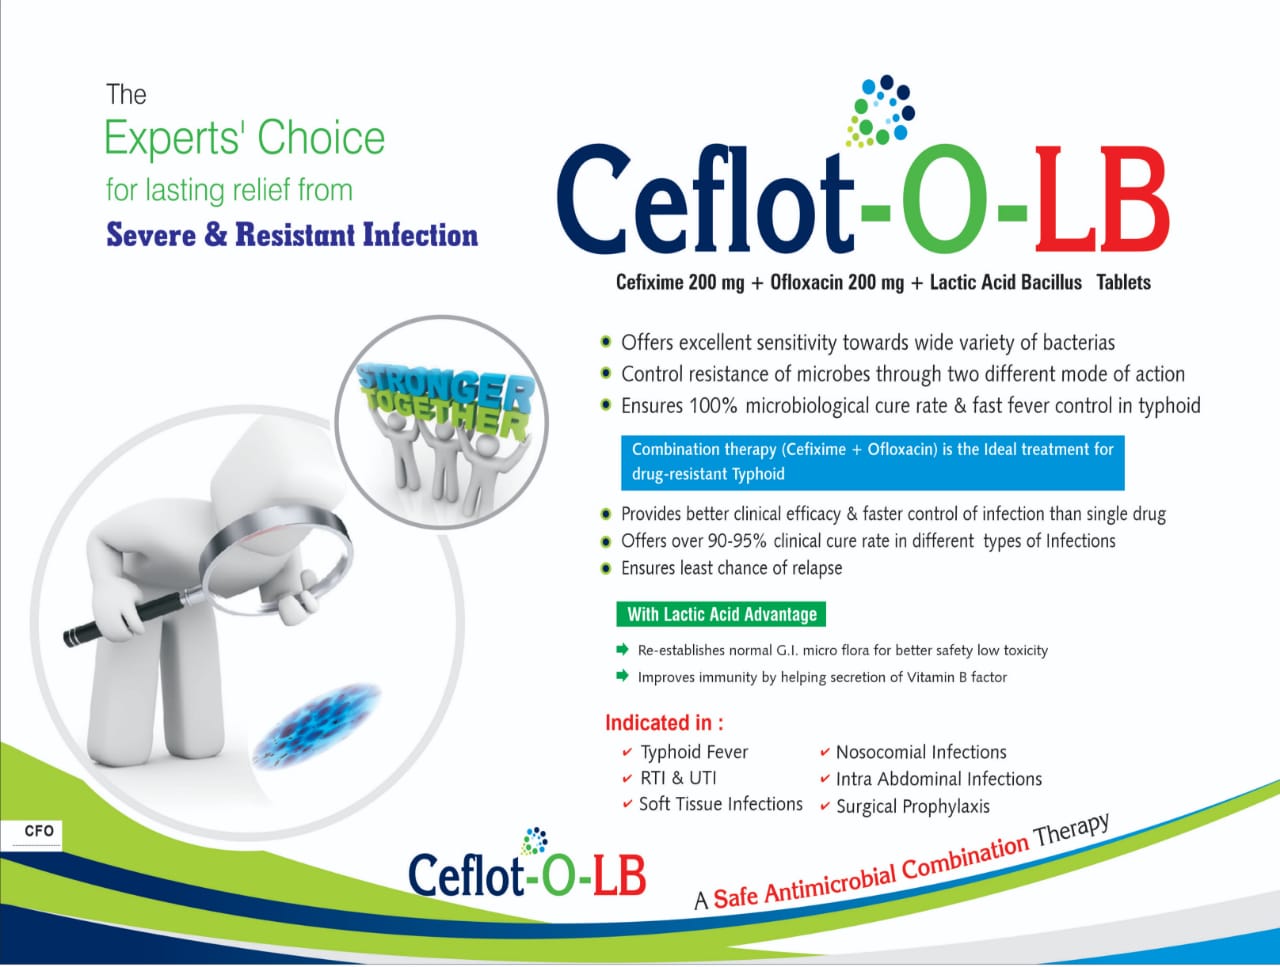 The
Experts' Choice
for lasting relief from
Severe & Resistant Infection
Ceflot-O-LB
Cefixime 200 mg + Ofloxacin 200 mg + Lactic Acid Bacillus Tablets
STRONGER
TOGETHER
Offers excellent sensitivity towards wide variety of bacterias
Control resistance of microbes through two different mode of action
Ensures 100% microbiological cure rate & fast fever control in typhoid
Combination therapy (Cefixime + Ofloxacin) is the Ideal treatment for
drug-resistant Typhoid
Provides better clinical efficacy & faster control of infection than single drug
Offers over 90-95% clinical cure rate in different types of Infections
Ensures least chance of relapse
With Lactic Acid Advantage
Re-establishes normal G.I. micro flora for better safety low toxicity
Improves immunity by helping secretion of Vitamin B factor
Indicated in :
✓ Typhoid Fever
✓ RTI & UTI
✓ Soft Tissue Infections
✓ Nosocomial Infections
✓ Intra Abdominal Infections
✓ Surgical Prophylaxis
CFO
Ceflot-O-LB
A Safe Antimicrobial Combination Therapy